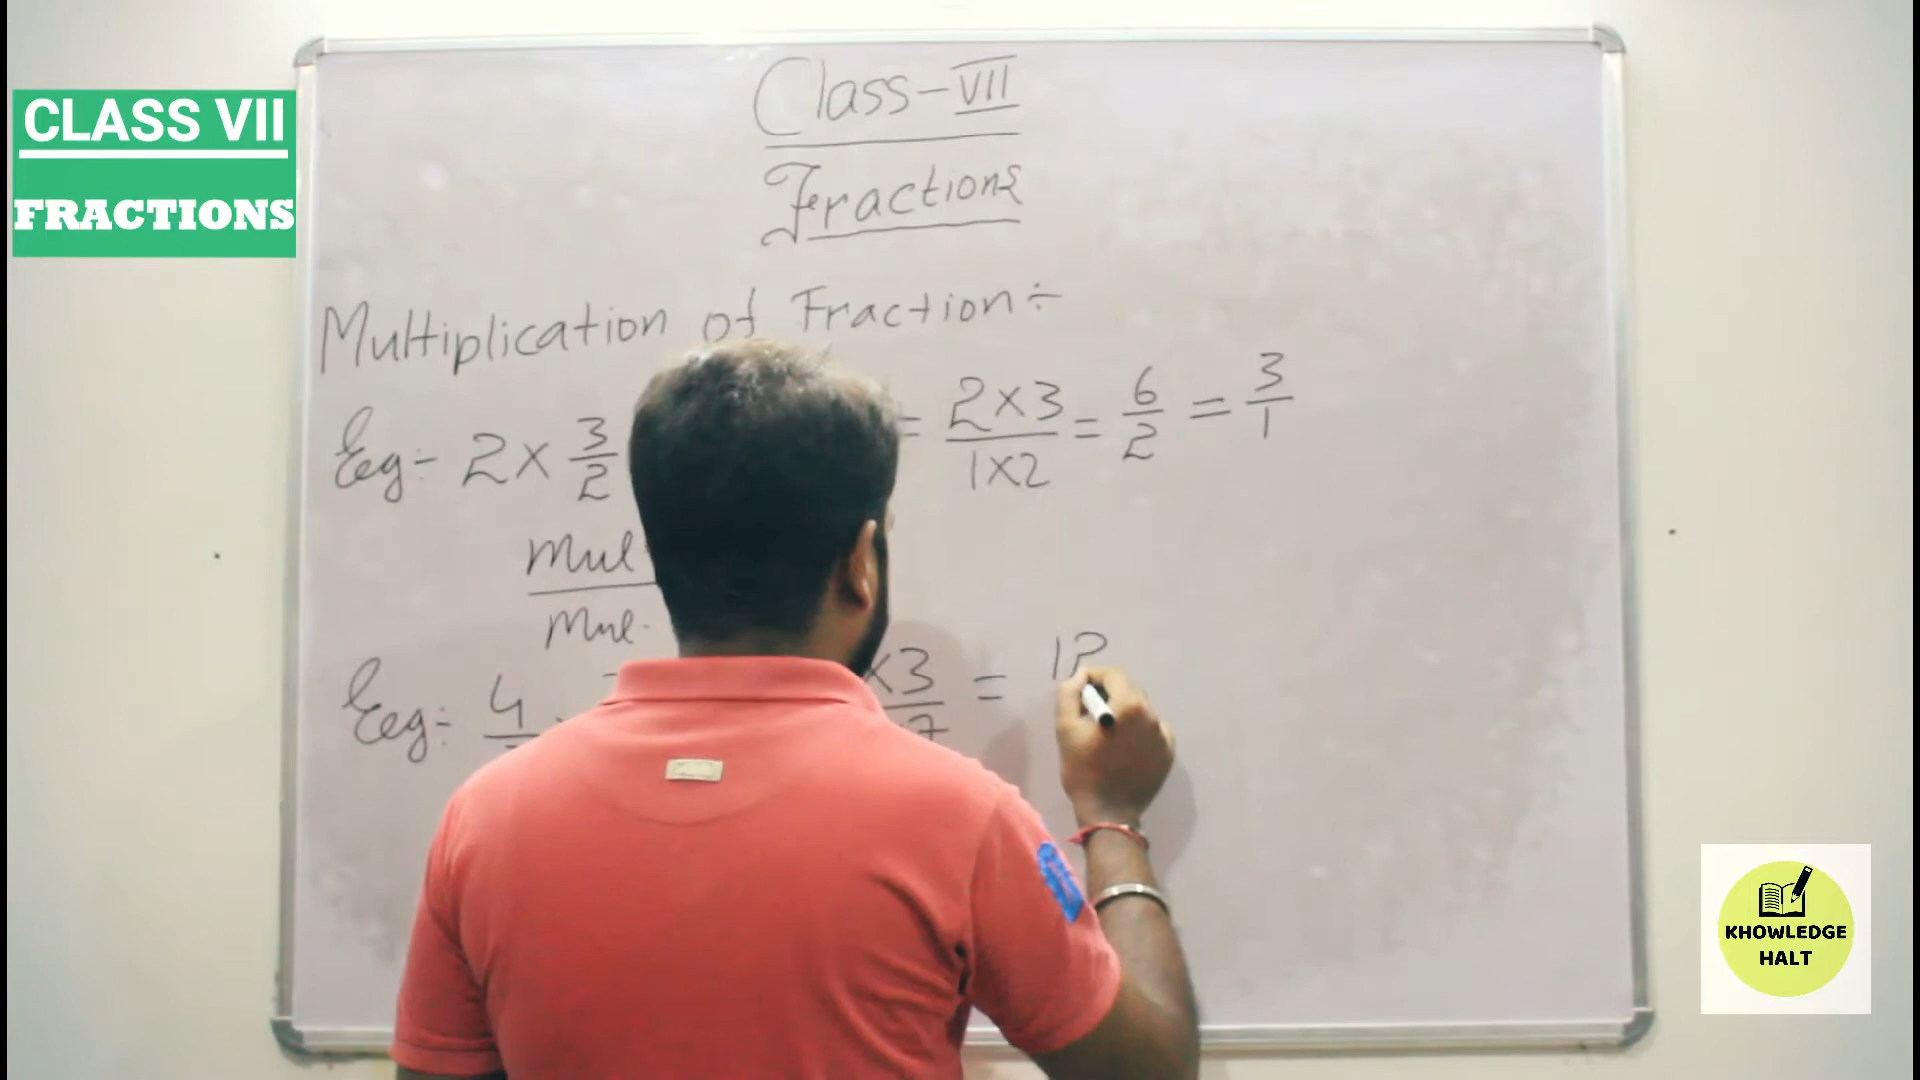 CLASS VII
FRACTIONS
Class-VII
Fractions
Multiplication of Fraction÷
Eg÷ 2 × 3/2 = 2×3/1×2 = 6/2 = 3/1
Mul
Mul.
Eg÷ 4 ×3/7 = 12
KHOWLEDGE
HALT